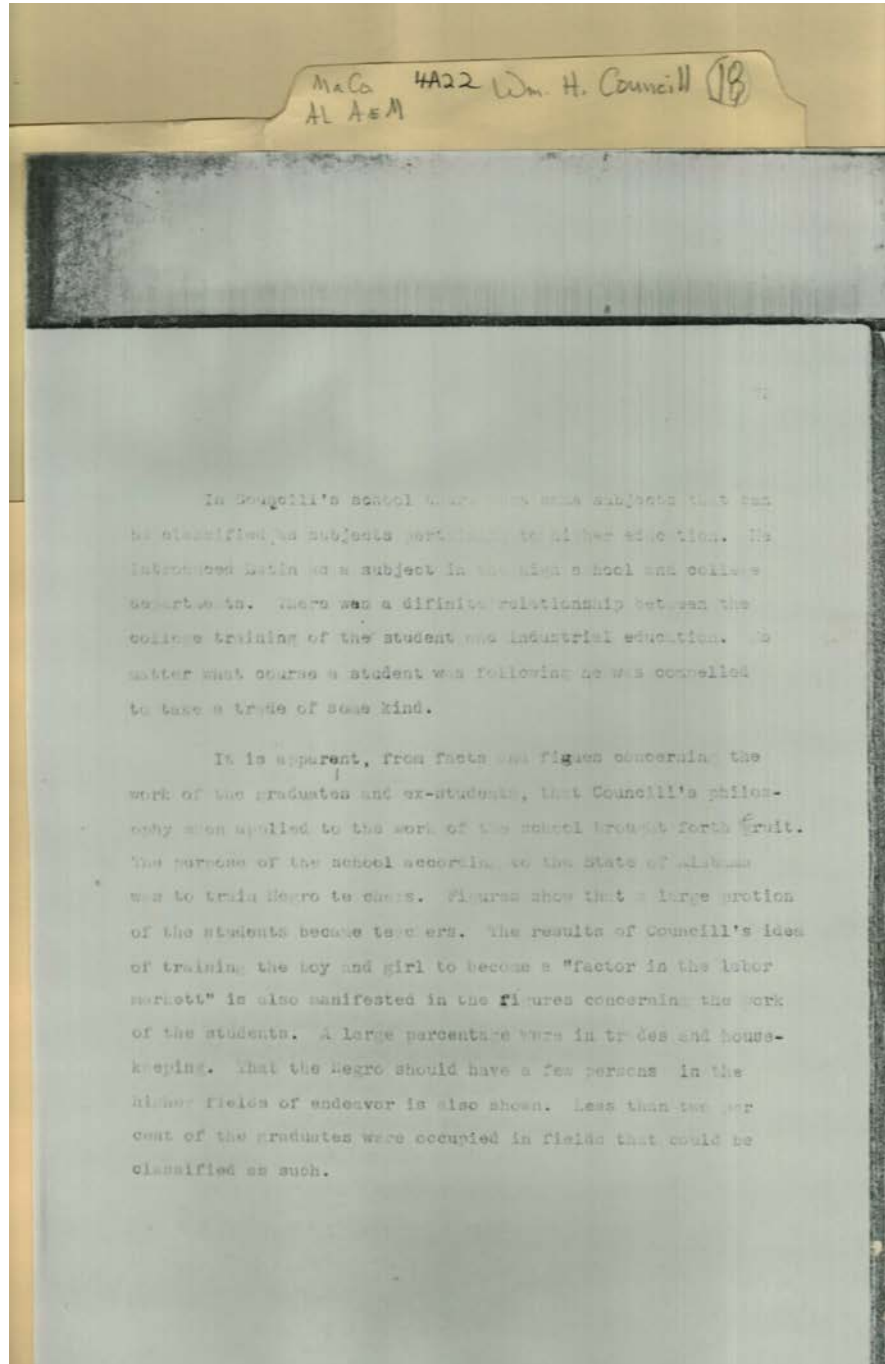 MaCo 4A22 Wm. H. Councill 18
AL A&M
In Councill's school were some subjects that can
be classified as subjects pertaining to higher education. He
introduced Latin as a subject in the high school and college
departments. There was a difinite relationship between the
college training of the student and industrial education. No
matter what course a student was following he was compelled
to take a trade of some kind.
It is apparent, from facts and figues concerning the
work of the graduates and ex-students, that Councill's philos-
ophy when applied to the work of the school brought forth fruit.
The purpose of the school according to the State of Alabama
was to train Negro teachers. Figures show that a large protion
of the students became teachers. The results of Councill's idea
of training the boy and girl to become a "factor in the labor
markett" is also manifested in the figures concerning the work
of the students. A large percentage were in trades and house-
keeping. That the Negro should have a few persons in the
higher fields of endeavor is also shown. Less than ten per
cent of the graduates were occupied in fields that could be
classified as such.